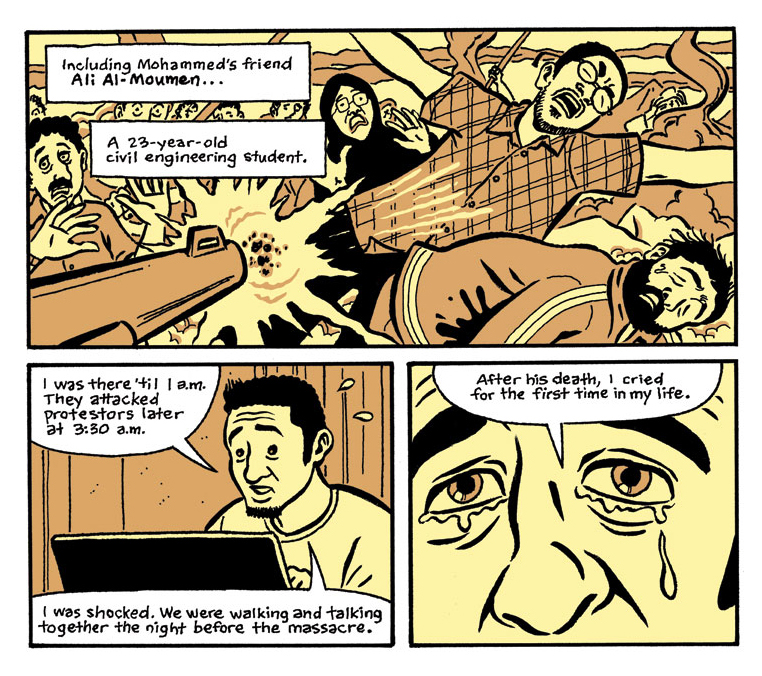 Including Mohammed's friend
Ali Al-Moumen...
A 23-year-old
civil engineering student.
I was there 'til 1 a.m.
They attacked
protestors later
at 3:30 a.m.
I was shocked. We were walking and talking
together the night before the massacre.
After his death, I cried
for the first time in my life.